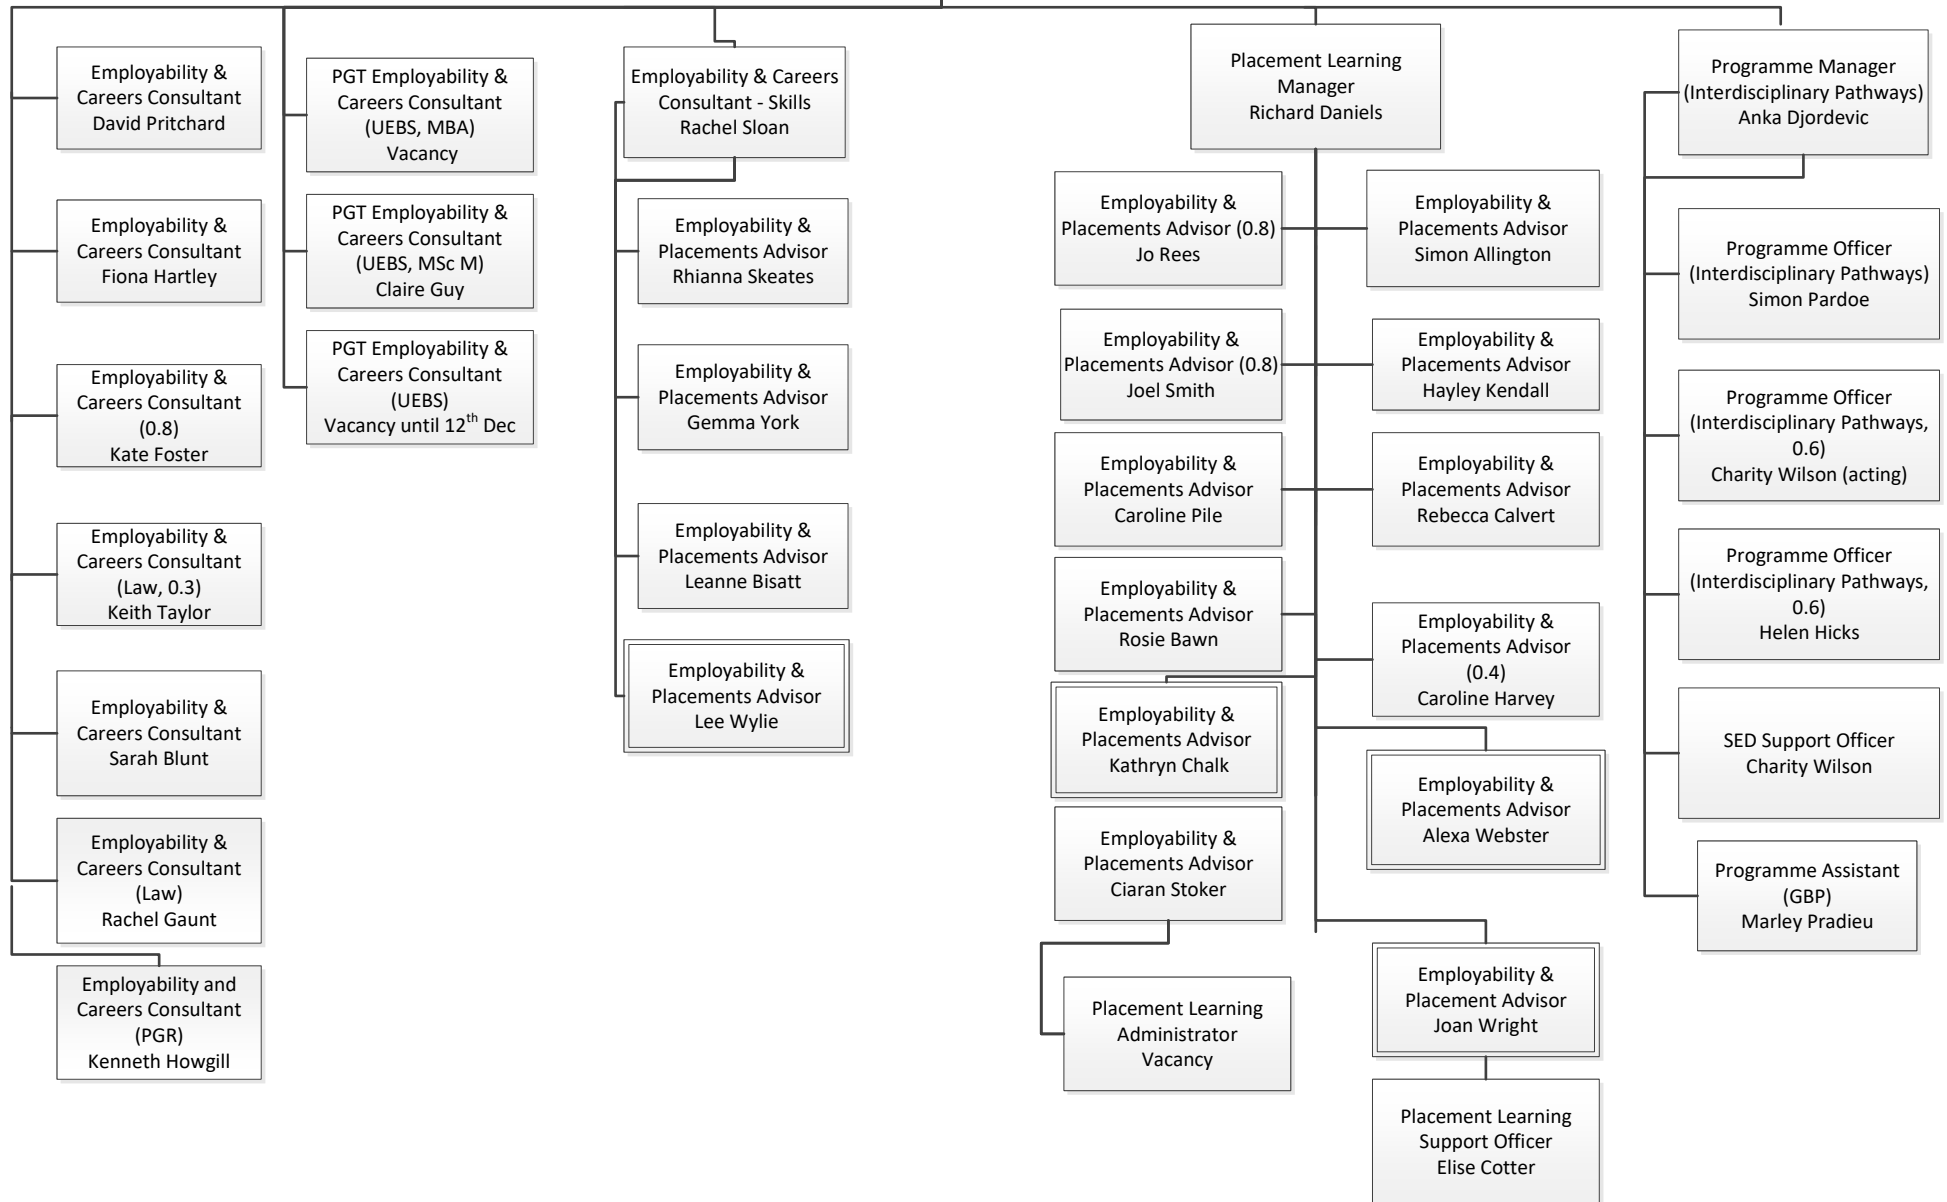 Employability &
Careers Consultant
David Pritchard
Employability &
Careers Consultant
Fiona Hartley
Employability &
Careers Consultant
(0.8)
Kate Foster
Employability &
Careers Consultant
(Law, 0.3)
Keith Taylor
Employability &
Careers Consultant
Sarah Blunt
Employability &
Careers Consultant
(Law)
Rachel Gaunt
Employability and
Careers Consultant
(PGR)
Kenneth Howgill
PGT Employability &
Careers Consultant
(UEBS, MBA)
Vacancy
PGT Employability &
Careers Consultant
(UEBS, MSc M)
Claire Guy
PGT Employability &
Careers Consultant
(UEBS)
Vacancy until 12th Dec
Employability & Careers
Consultant - Skills
Rachel Sloan
Employability &
Placements Advisor
Rhianna Skeates
Employability &
Placements Advisor
Gemma York
Employability &
Placements Advisor
Leanne Bisatt
Employability &
Placements Advisor
Lee Wylie
Placement Learning
Manager
Richard Daniels
Employability &
Placements Advisor (0.8)
Jo Rees
Employability &
Placements Advisor
Simon Allington
Employability &
Placements Advisor (0.8)
Joel Smith
Employability &
Placements Advisor
Hayley Kendall
Employability &
Placements Advisor
Caroline Pile
Employability &
Placements Advisor
Rebecca Calvert
Employability &
Placements Advisor
Rosie Bawn
Employability &
Placements Advisor
(0.4)
Caroline Harvey
Employability &
Placements Advisor
Kathryn Chalk
Employability &
Placements Advisor
Alexa Webster
Employability &
Placements Advisor
Ciaran Stoker
Placement Learning
Administrator
Vacancy
Employability &
Placement Advisor
Joan Wright
Placement Learning
Support Officer
Elise Cotter
Programme Manager
(Interdisciplinary Pathways)
Anka Djordevic
Programme Officer
(Interdisciplinary Pathways)
Simon Pardoe
Programme Officer
(Interdisciplinary Pathways,
0.6)
Charity Wilson (acting)
Programme Officer
(Interdisciplinary Pathways,
0.6)
Helen Hicks
SED Support Officer
Charity Wilson
Programme Assistant
(GBP)
Marley Pradieu